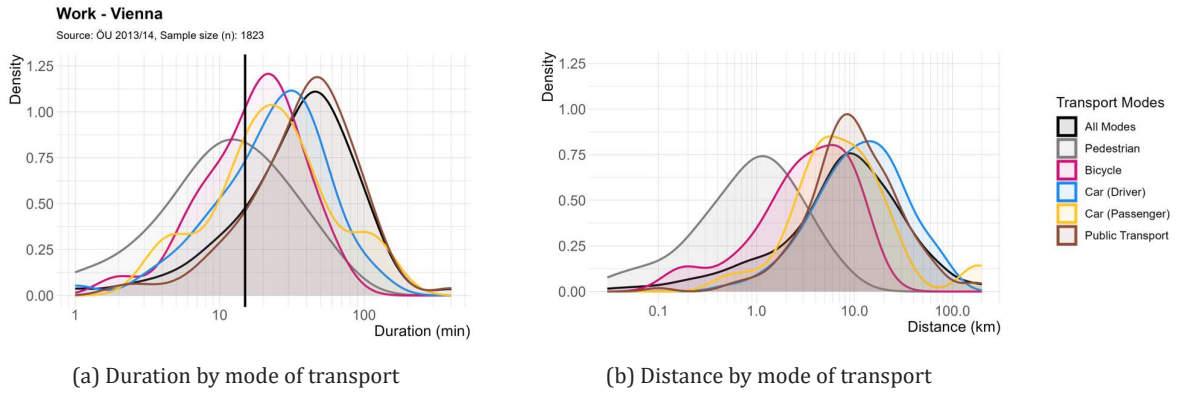 Work - Vienna
Source: ÖU 2013/14, Sample size (n): 1823
Density
1.25
1.00
0.75
0.50
0.25
0.00
1
10
100
Duration (min)
Density
1.25
1.00
0.75
0.50
0.25
0.00
0.1
1.0
10.0
100.0
Distance (km)
Transport Modes
All Modes
Pedestrian
Bicycle
Car (Driver)
Car (Passenger)
Public Transport
(a) Duration by mode of transport
(b) Distance by mode of transport